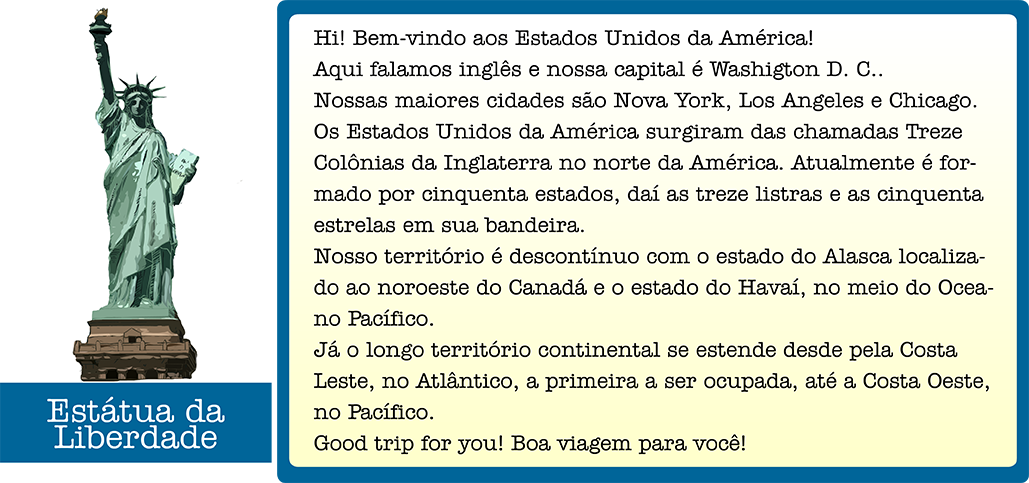 Hi! Bem-vindo aos Estados Unidos da América!
Aqui falamos inglês e nossa capital é Washigton D. C..
Nossas maiores cidades são Nova York, Los Angeles e Chicago.
Os Estados Unidos da América surgiram das chamadas Treze
Colônias da Inglaterra no norte da América. Atualmente é for-
mado por cinquenta estados, daí as treze listras e as cinquenta
estrelas em sua bandeira.
Nosso território é descontínuo com o estado do Alasca localiza-
do ao noroeste do Canadá e o estado do Havaí, no meio do Ocea-
no Pacífico.
Já o longo território continental se estende desde pela Costa
Leste, no Atlântico, a primeira a ser ocupada, até a Costa Oeste,
no Pacífico.
Good trip for you! Boa viagem para você!
Estátua da
Liberdade